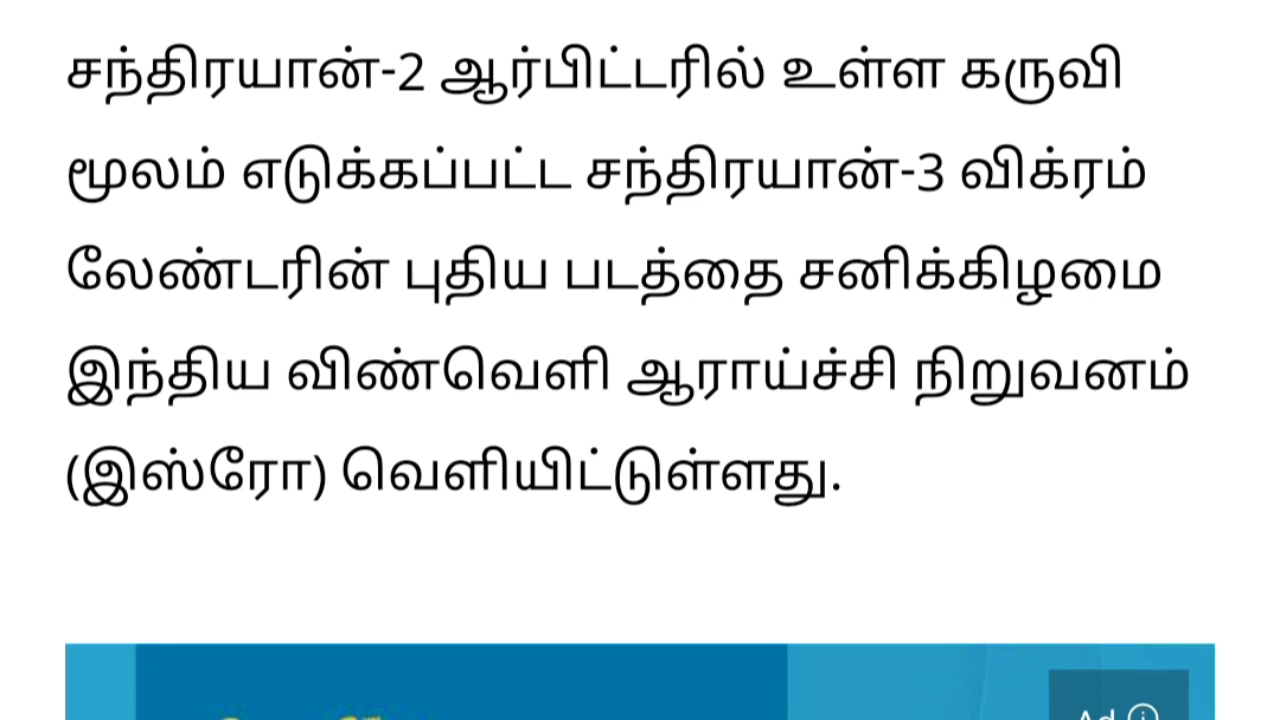 சந்திரயான்-2 ஆர்பிட்டரில் உள்ள கருவி
மூலம் எடுக்கப்பட்ட சந்திரயான்-3 விக்ரம்
லேண்டரின் புதிய படத்தை சனிக்கிழமை
இந்திய விண்வெளி ஆராய்ச்சி நிறுவனம்
(இஸ்ரோ) வெளியிட்டுள்ளது.
Ad